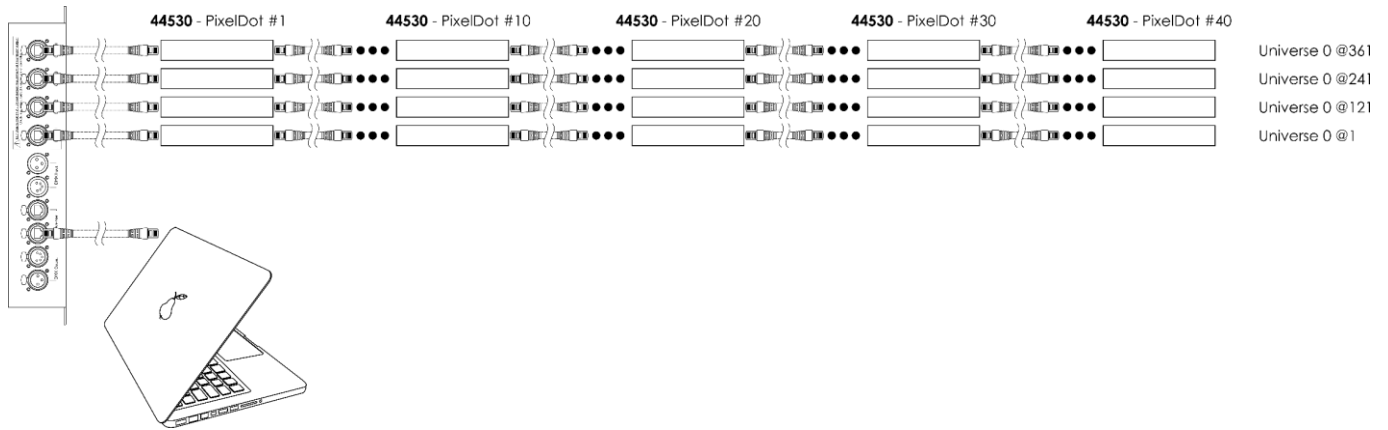 44530 - PixelDot #1
44530 - PixelDot #10
44530 - PixelDot #20
44530 - PixelDot #30
44530 - PixelDot #40
Universe 0 @361
Universe 0 @241
Universe 0 @121
Universe 0 @1